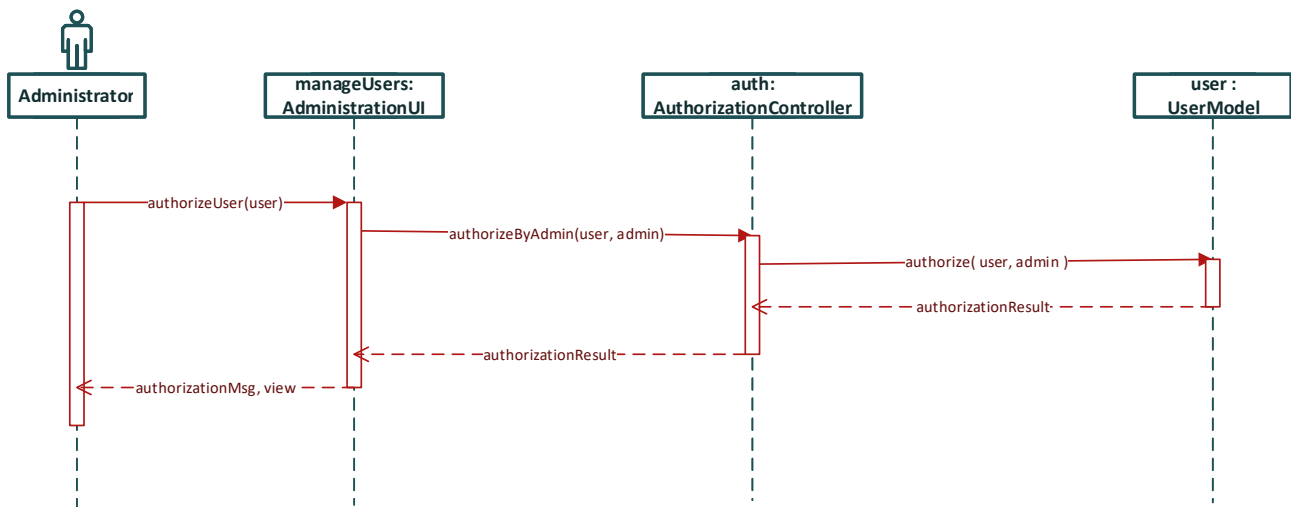 Administrator
manageUsers:
AdministrationUI
auth:
AuthorizationController
user :
UserModel
authorizeUser(user)
authorizeByAdmin(user, admin)
authorize( user, admin )
authorizationResult
authorizationResult
authorizationMsg, view